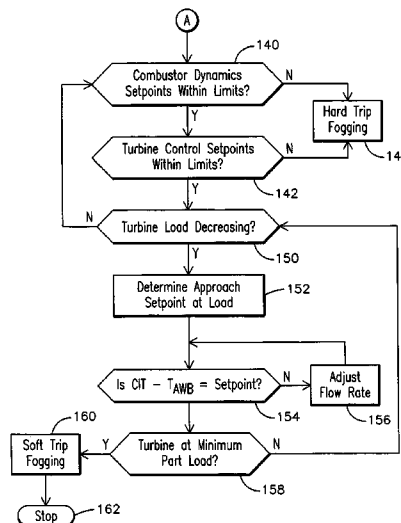 A
140
Combustor Dynamics
Setpoints Within Limits?
N
Y
Hard Trip
Fogging
14
Turbine Control Setpoints
Within Limits?
N
142
Y
N
Turbine Load Decreasing?
150
Y
Determine Approach
Setpoint at Load
152
Is CIT – TAWB = Setpoint?
N
Adjust
Flow Rate
154
156
Y
160
Soft Trip
Fogging
Y
Turbine at Minimum
Part Load?
N
158
Stop
162